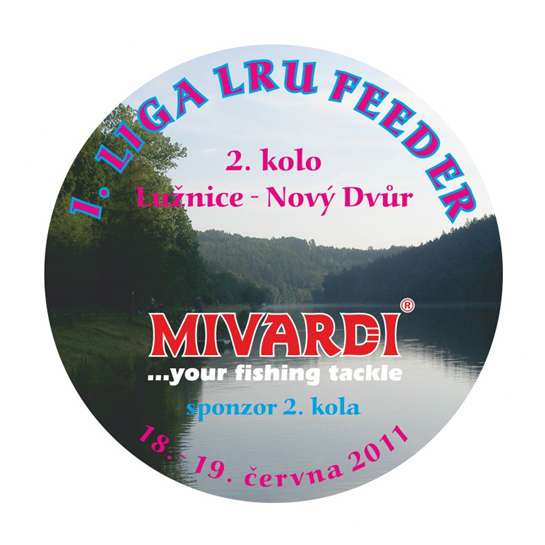 1. LIGA LRU FEEDER
2. kolo
Lužnice - Nový Dvůr
MIVARDI®
...your fishing tackle
sponzor 2. kola
18.- 19. června 2011